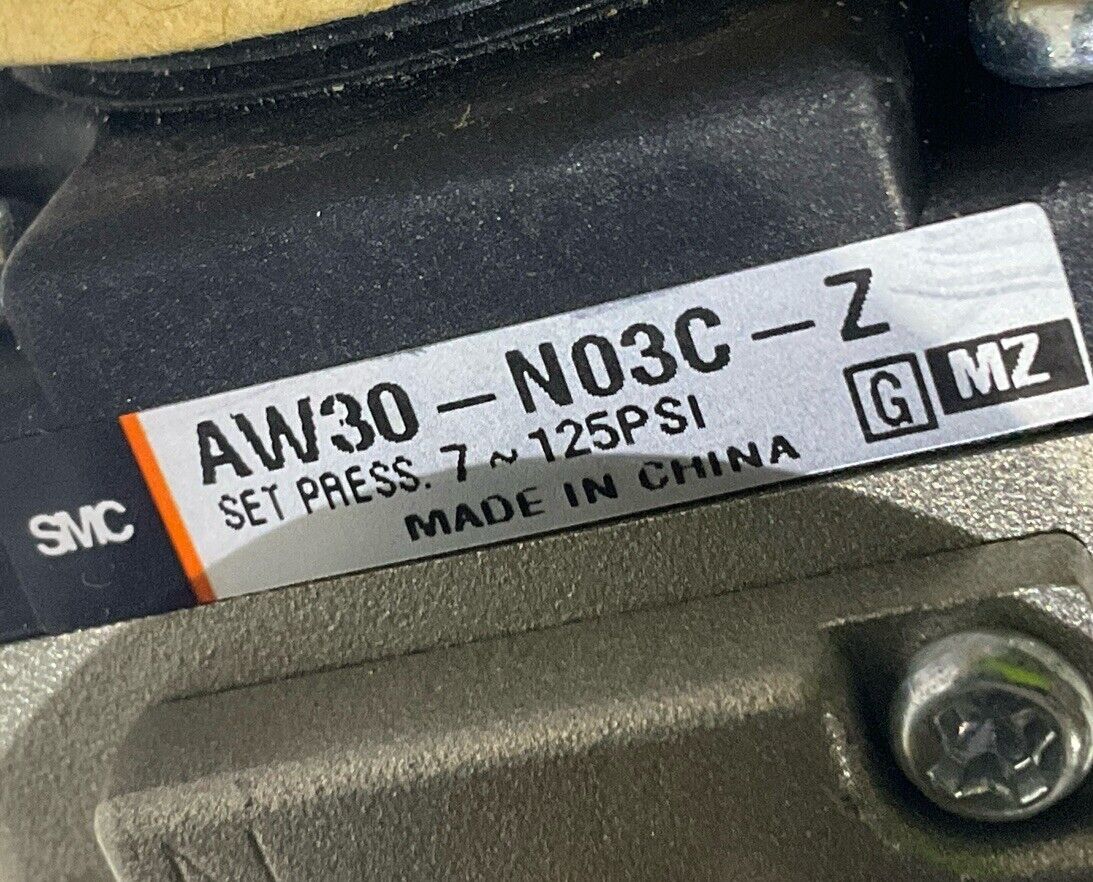 SMC
AW30-N03C-Z
SET PRESS. 7~125PSI
G MZ
MADE IN CHINA